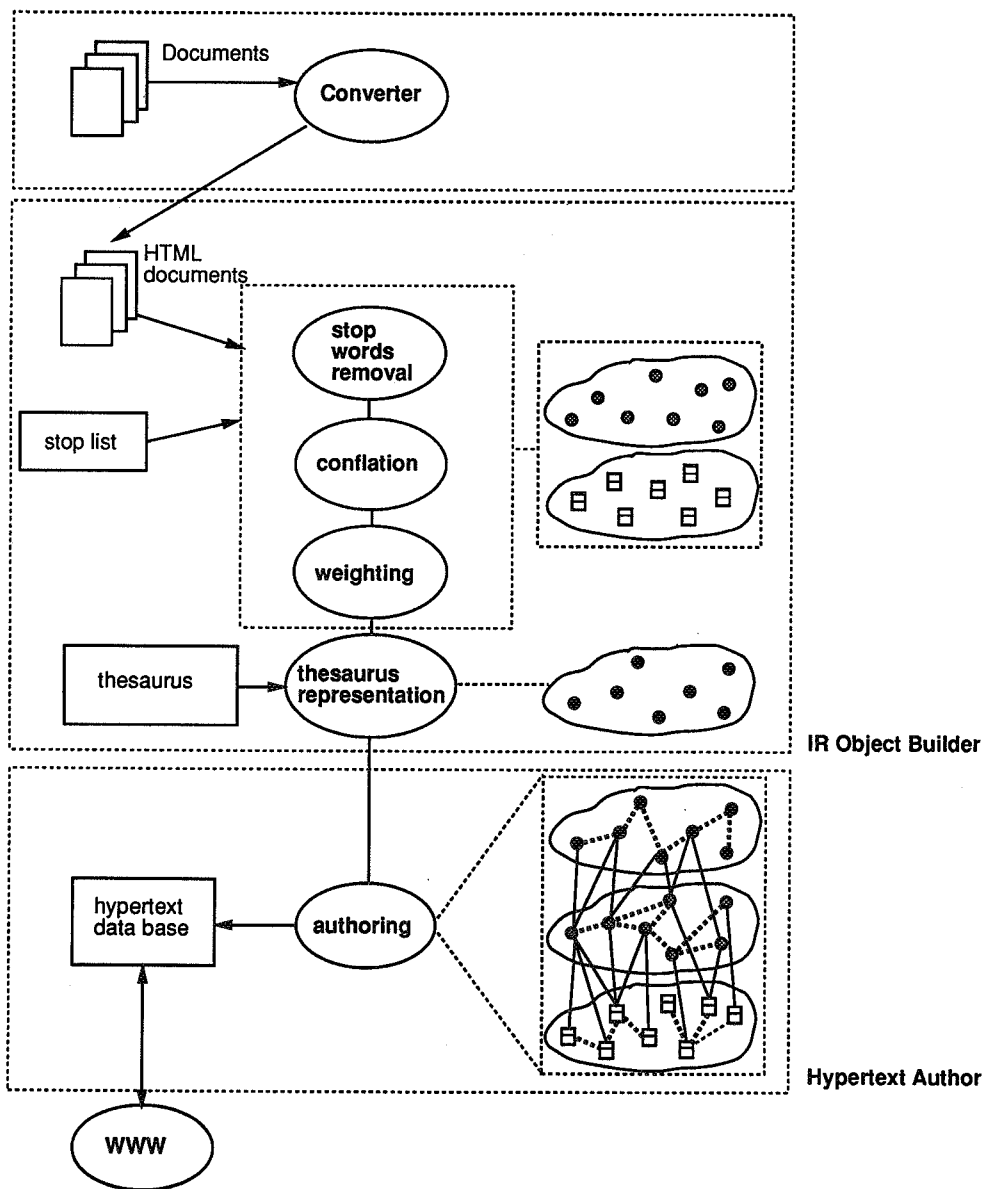 Documents
Converter
HTML
documents
stop
words
removal
stop list
conflation
weighting
thesaurus
thesaurus
representation
IR Object Builder
hypertext
data base
authoring
Hypertext Author
WWW